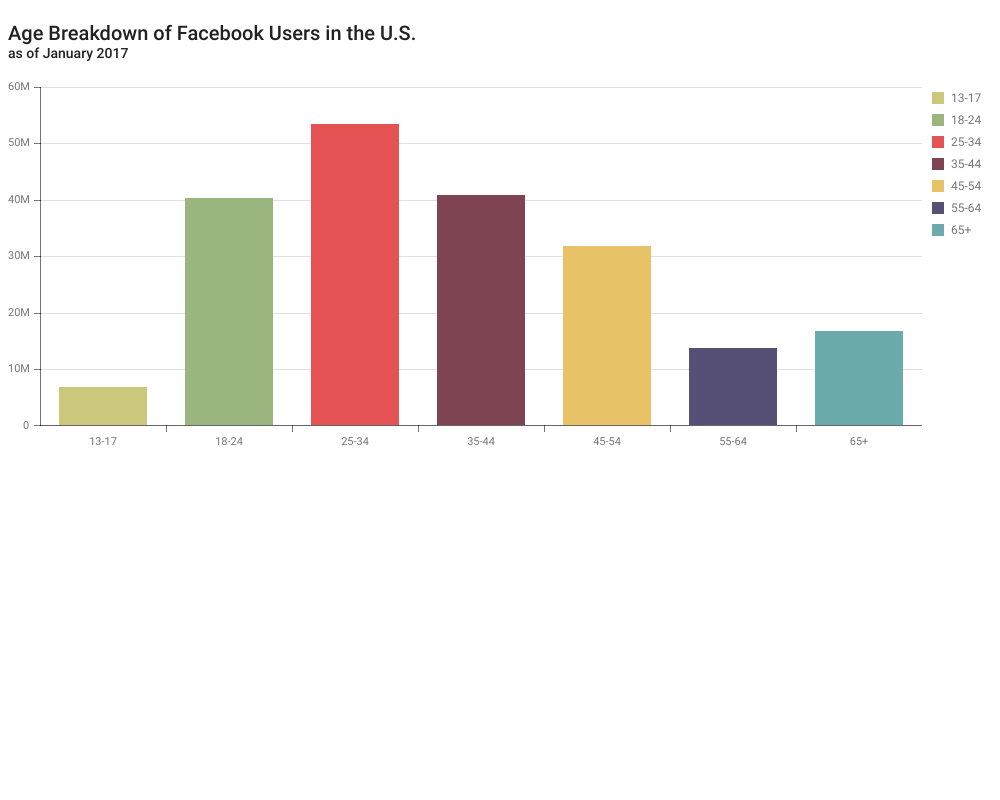 Age Breakdown of Facebook Users in the U.S.
as of January 2017
60M
50M
40M
30M
20M
10M
0
13-17
18-24
25-34
35-44
45-54
55-64
65+
13-17
18-24
25-34
35-44
45-54
55-64
65+